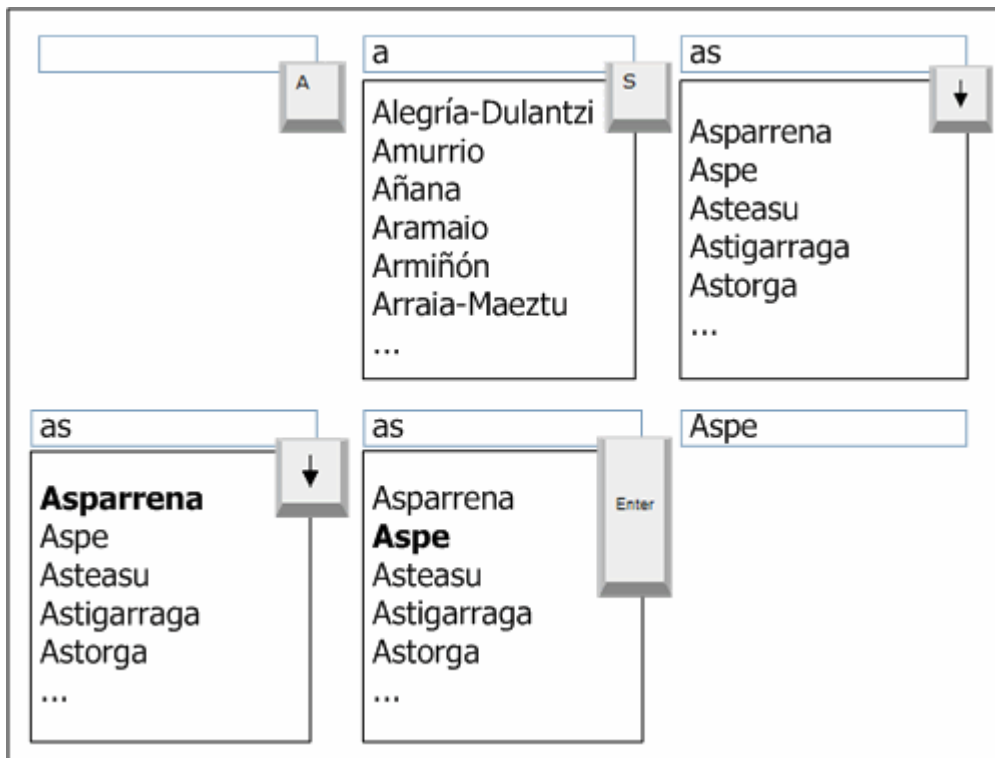 A
a
S
Alegría-Dulantzi
Amurrio
Añana
Aramaio
Armiñón
Arraia-Maeztu
...
as
↓
Asparrena
Aspe
Asteasu
Astigarraga
Astorga
...
as
↓
Asparrena
Aspe
Asteasu
Astigarraga
Astorga
...
as
Enter
Asparrena
Aspe
Asteasu
Astigarraga
Astorga
...
Aspe